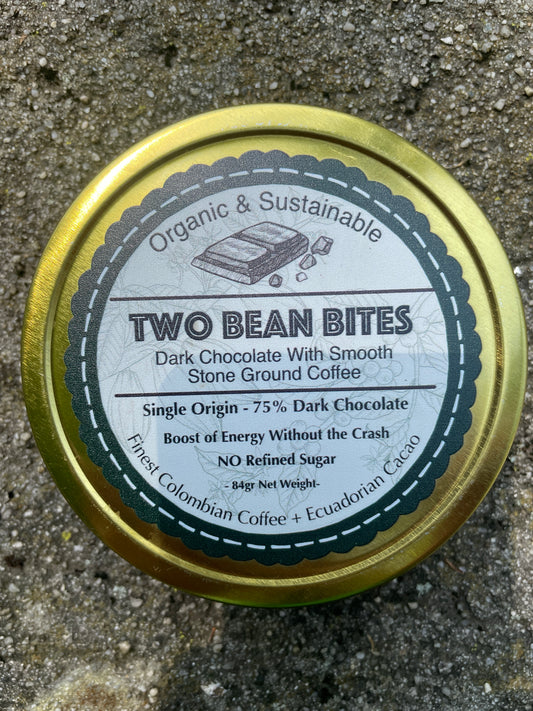 Organic & Sustainable
TWO BEAN BITES
Dark Chocolate With Smooth
Stone Ground Coffee
Single Origin - 75% Dark Chocolate
Boost of Energy Without the Crash
NO Refined Sugar
- 84gr Net Weight-
Finest Colombian Coffee + Ecuadorian Cacao